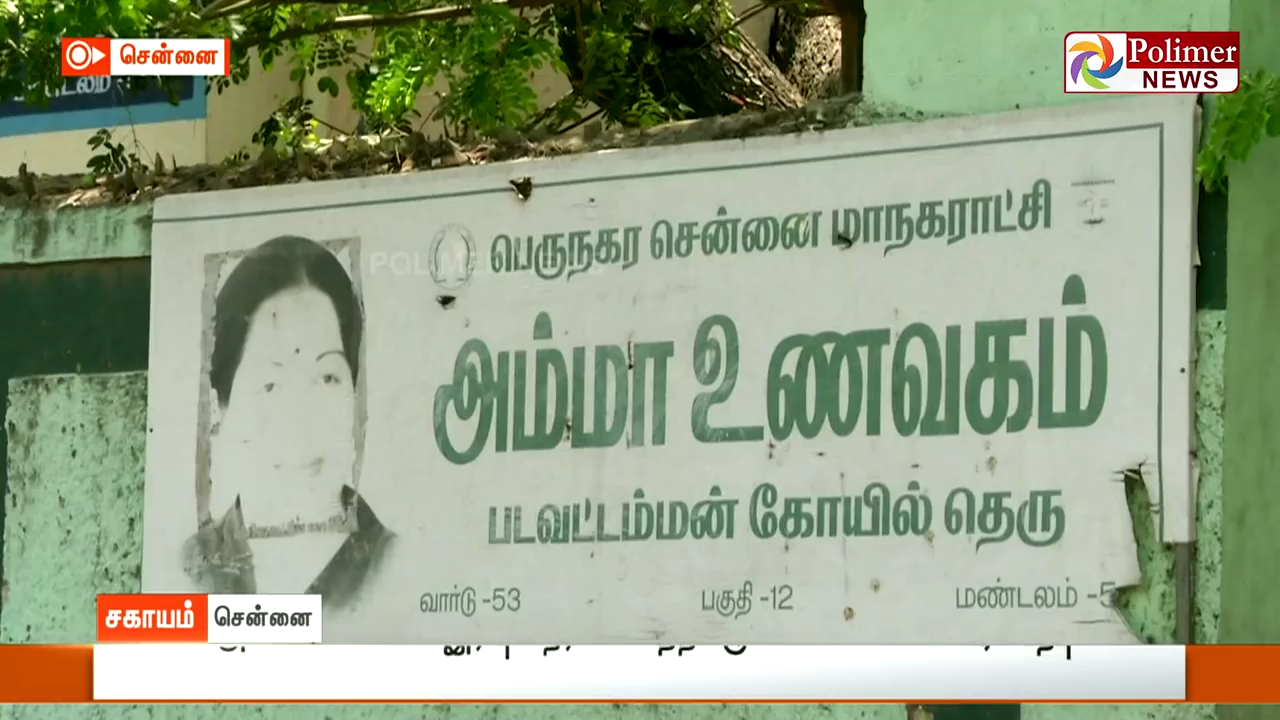 சென்னை
Polimer
NEWS
பெருநகர சென்னை மாநகராட்சி
அம்மா உணவகம்
படவட்டம்மன் கோயில் தெரு
வார்டு -53 பகுதி -12 மண்டலம் -5
சகாயம் சென்னை